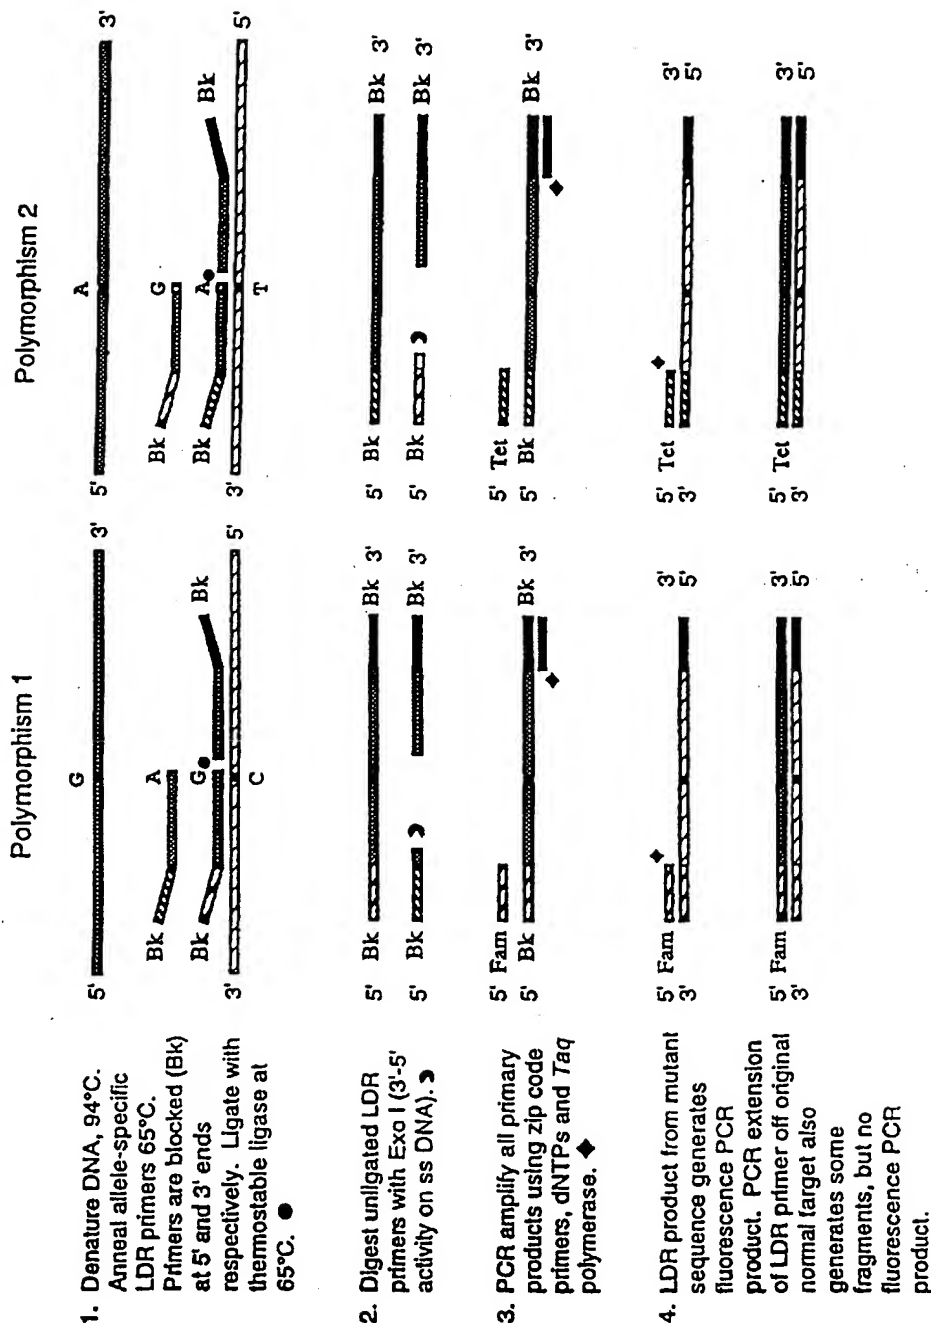 Polymorphism 1
Polymorphism 2
1. Denature DNA, 94°C.
Anneal allele-specific
LDR primers 65°C.
Primers are blocked (Bk)
at 5' and 3' ends
respectively. Ligate with
thermostable ligase at
65°C. ●
5' G 3'
5' A 3'
Bk A
Bk G
Bk G Bk
Bk A Bk
3' C 5'
3' T 5'
2. Digest unligated LDR
primers with Exo I (3'-5'
activity on ss DNA).
5' Bk Bk 3'
5' Bk Bk 3'
5' Bk Bk 3'
5' Bk Bk 3'
3. PCR amplify all primary
products using zip code
primers, dNTPs and Taq
polymerase. ◆
5' Fam
5' Tet
5' Bk Bk 3'
5' Bk Bk 3'
4. LDR product from mutant
sequence generates
fluorescence PCR
product. PCR extension
of LDR primer off original
normal target also
generates some
fragments, but no
fluorescence PCR
product.
5' Fam 3'
3' 5'
5' Tet 3'
3' 5'
5' Fam 3'
3' 5'
5' Tet 3'
3' 5'